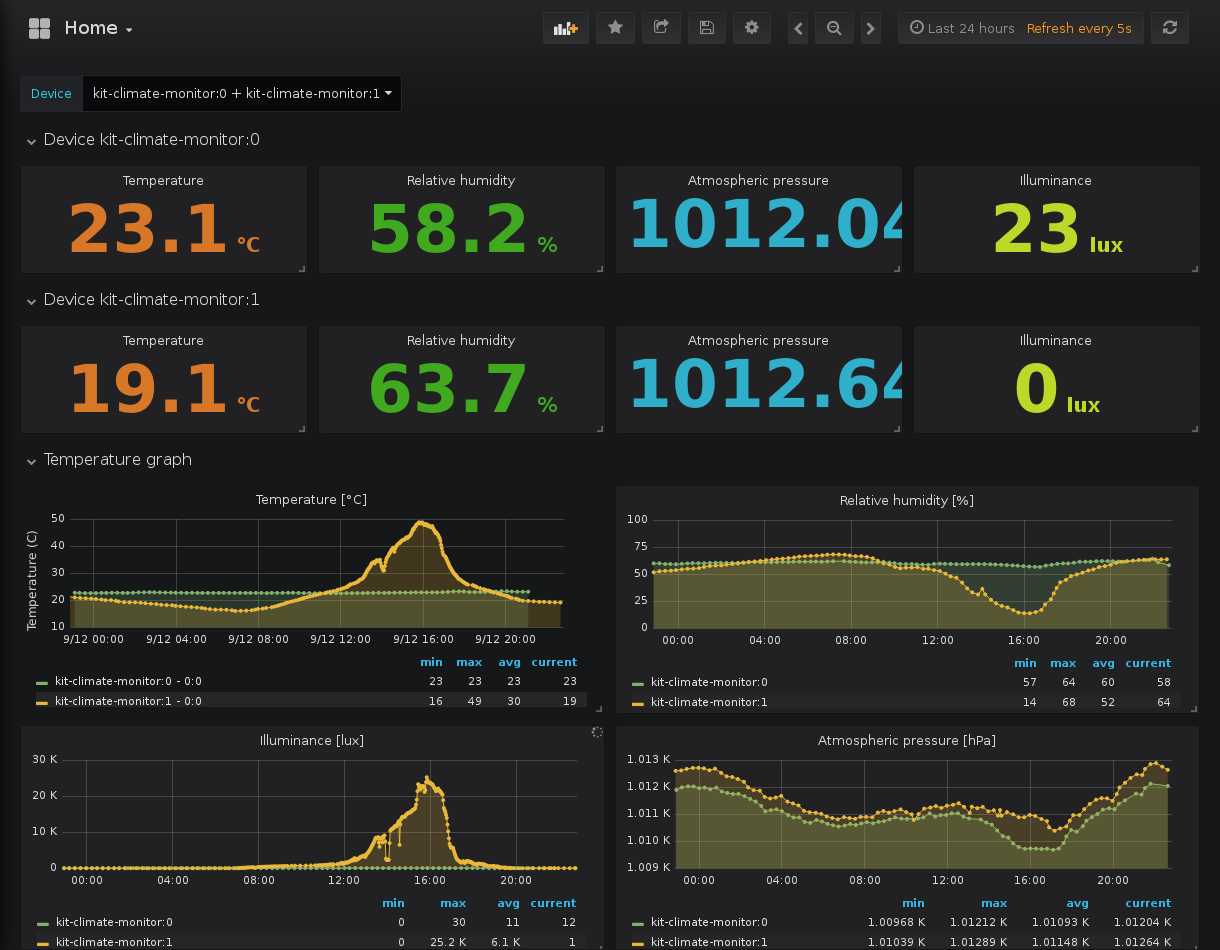 Home
Last 24 hours Refresh every 5s
Device kit-climate-monitor:0 + kit-climate-monitor:1
Device kit-climate-monitor:0
Temperature Relative humidity Atmospheric pressure Illuminance
23.1 °C 58.2 % 1012.04 23 lux
Device kit-climate-monitor:1
Temperature Relative humidity Atmospheric pressure Illuminance
19.1 °C 63.7 % 1012.64 0 lux
Temperature graph
Temperature [°C]
Temperature (C)
50
40
30
20
10
9/12 00:00 9/12 04:00 9/12 08:00 9/12 12:00 9/12 16:00 9/12 20:00
min max avg current
kit-climate-monitor:0 - 0:0 23 23 23 23
kit-climate-monitor:1 - 0:0 16 49 30 19
Relative humidity [%]
100
75
50
25
0
00:00 04:00 08:00 12:00 16:00 20:00
min max avg current
kit-climate-monitor:0 57 64 60 58
kit-climate-monitor:1 14 68 52 64
Illuminance [lux]
30 K
20 K
10 K
0
00:00 04:00 08:00 12:00 16:00 20:00
min max avg current
kit-climate-monitor:0 0 30 11 12
kit-climate-monitor:1 0 25.2 K 6.1 K 1
Atmospheric pressure [hPa]
1.013 K
1.012 K
1.011 K
1.010 K
1.009 K
00:00 04:00 08:00 12:00 16:00 20:00
min max avg current
kit-climate-monitor:0 1.00968 K 1.01212 K 1.01093 K 1.01204 K
kit-climate-monitor:1 1.01039 K 1.01289 K 1.01148 K 1.01264 K